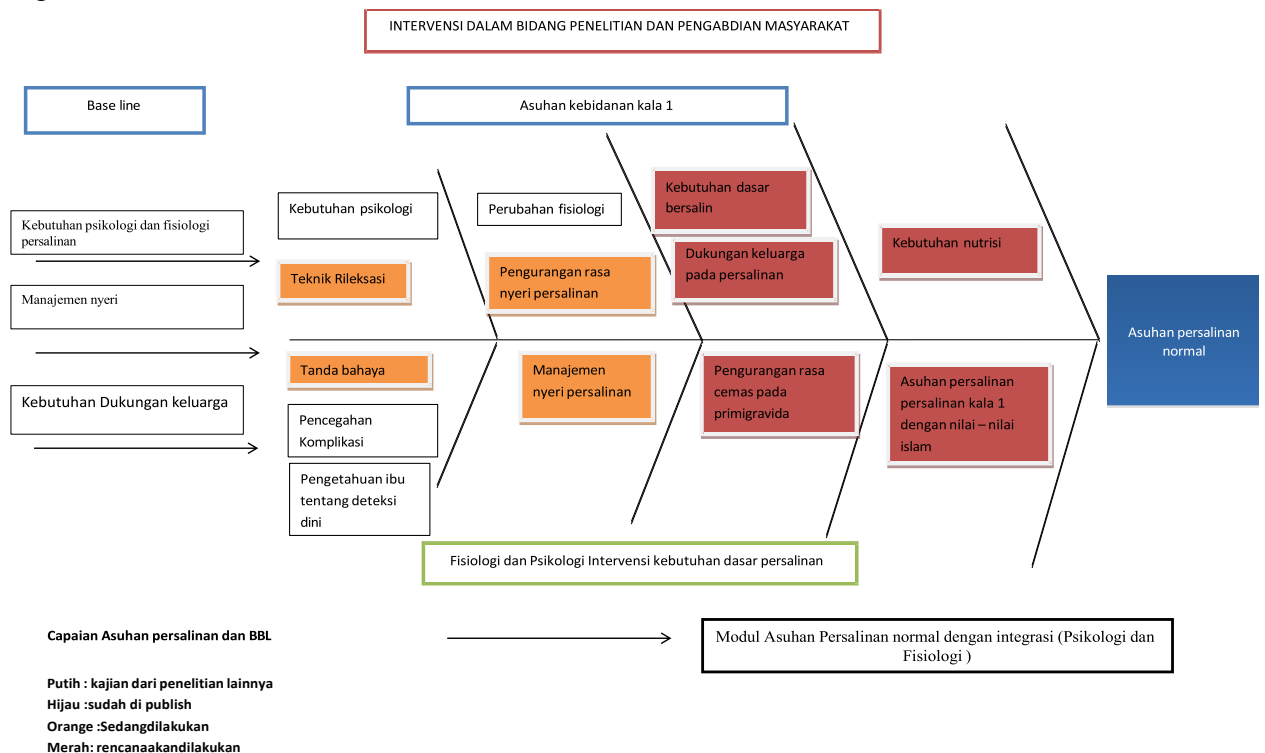 INTERVENSI DALAM BIDANG PENELITIAN DAN PENGABDIAN MASYARAKAT
Base line
Asuhan kebidanan kala 1
Kebutuhan psikologi dan fisiologi
persalinan
Manajemen nyeri
Kebutuhan Dukungan keluarga
Kebutuhan psikologi
Teknik Rileksasi
Perubahan fisiologi
Pengurangan rasa
nyeri persalinan
Kebutuhan dasar
bersalin
Dukungan keluarga
pada persalinan
Kebutuhan nutrisi
Asuhan persalinan
normal
Tanda bahaya
Pencegahan
Komplikasi
Pengetahuan ibu
tentang deteksi
dini
Manajemen
nyeri persalinan
Pengurangan rasa
cemas pada
primigravida
Asuhan persalinan
persalinan kala 1
dengan nilai – nilai
islam
Fisiologi dan Psikologi Intervensi kebutuhan dasar persalinan
Capaian Asuhan persalinan dan BBL
Modul Asuhan Persalinan normal dengan integrasi (Psikologi dan
Fisiologi )
Putih : kajian dari penelitian lainnya
Hijau :sudah di publish
Orange :Sedangdilakukan
Merah: rencanaakandilakukan